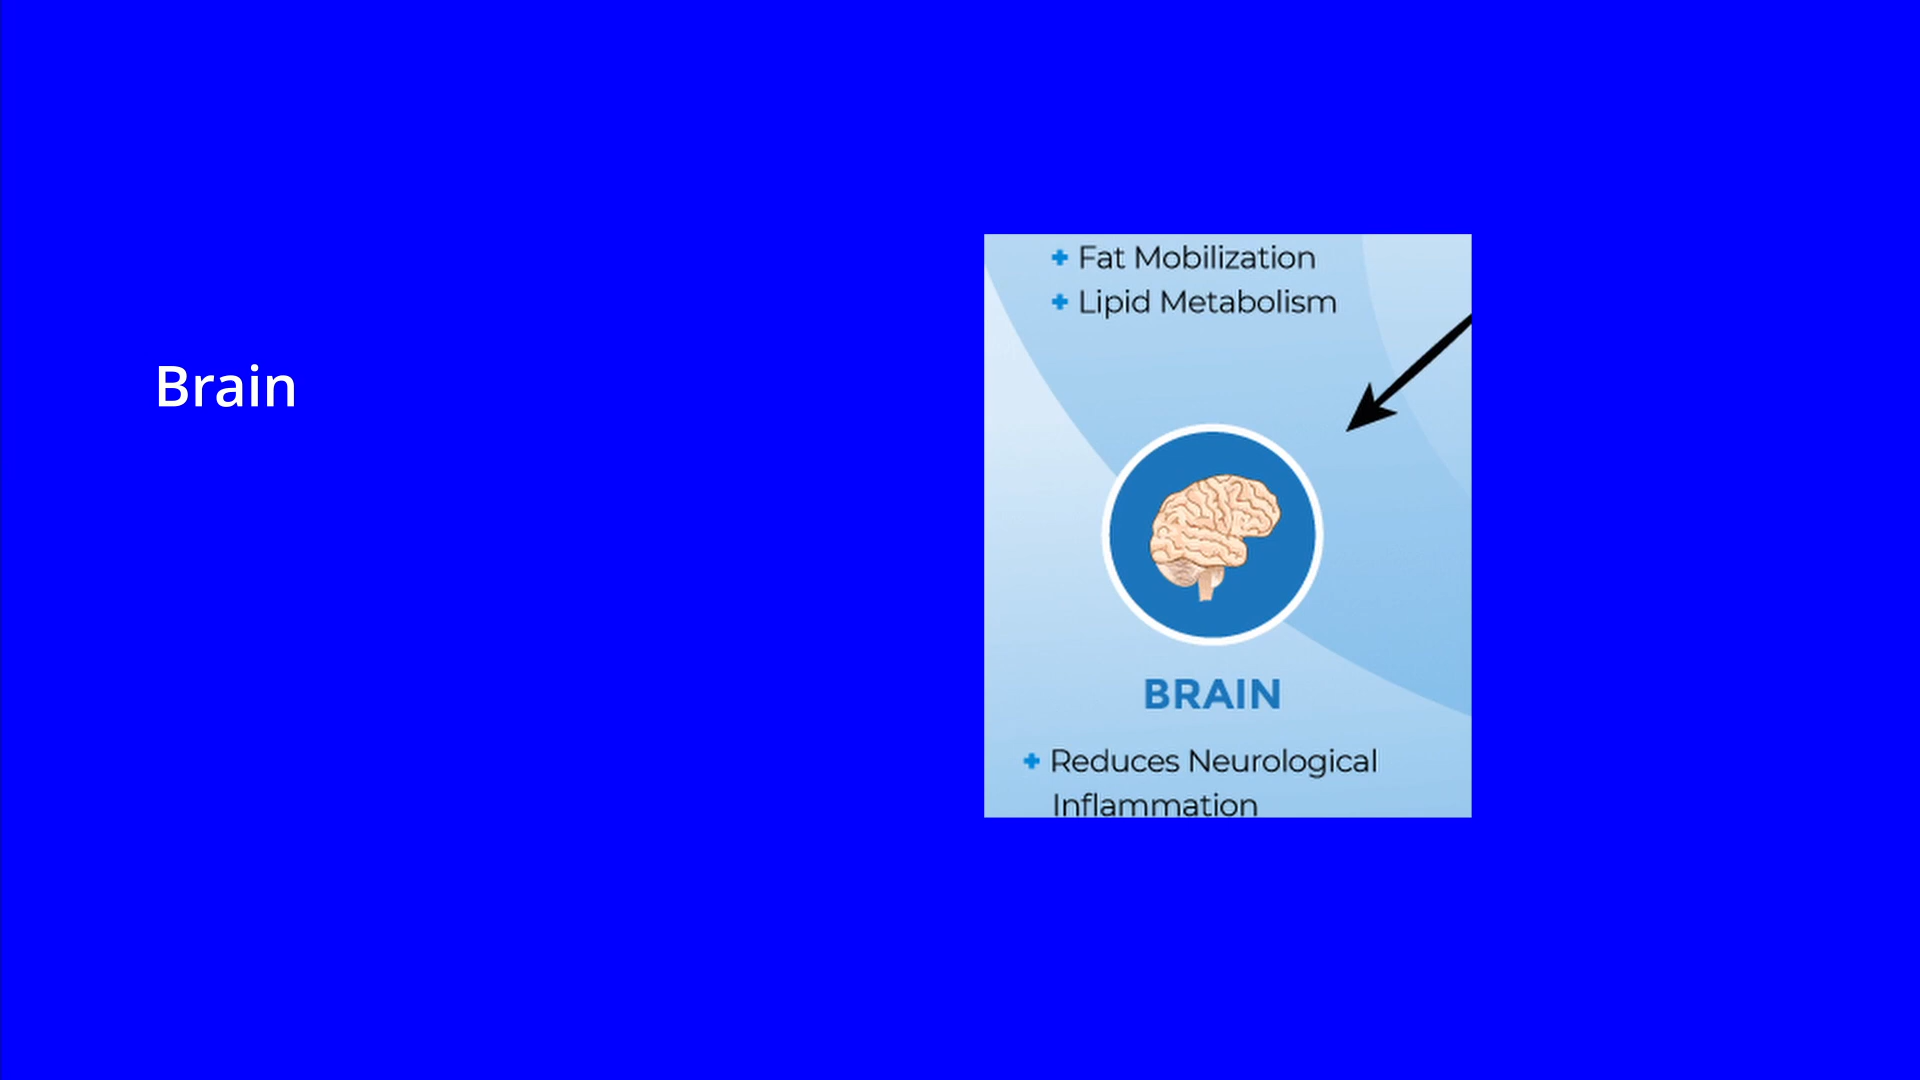 Brain
Fat Mobilization
Lipid Metabolism
BRAIN
Reduces Neurological
Inflammation